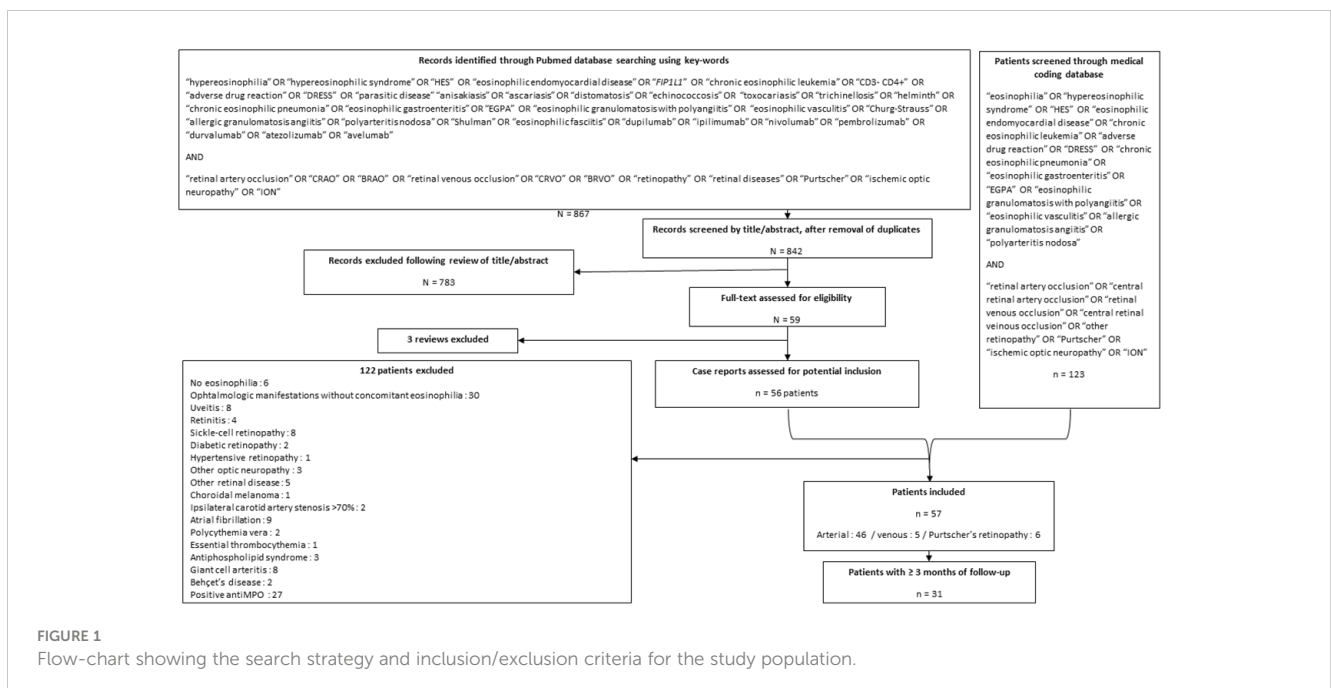 Records identified through Pubmed database searching using key-words
"hypereosinophilia" OR "hypereosinophilic syndrome" OR "HES" OR "eosinophilic endomyocardial disease" OR "FIP1L1" OR "chronic eosinophilic leukemia" OR "CD3- CD4+" OR
"adverse drug reaction" OR "DRESS" OR "parasitic disease" "anisakiasis" OR "ascariasis" OR "distomatosis" OR "echinococcosis" OR "toxocariasis" OR "trichinellosis" OR "helminth" OR
"chronic eosinophilic pneumonia" OR "eosinophilic gastroenteritis" OR "EGPA" OR "eosinophilic granulomatosis with polyangiitis" OR "eosinophilic vasculitis" OR "Churg-Strauss" OR
"allergic granulomatosis angiitis" OR "polyarteritis nodosa" OR "Shulman" OR "eosinophilic fasciitis" OR "dupilumab" OR "ipilimumab" OR "nivolumab" OR "pembrolizumab" OR
"durvalumab" OR "atezolizumab" OR "avelumab"
AND
"retinal artery occlusion" OR "CRAO" OR "BRAO" OR "retinal venous occlusion" OR "CRVO" OR "BRVO" OR "retinopathy" OR "retinal diseases" OR "Purtscher" OR "ischemic optic
neuropathy" OR "ION"
N = 867
Patients screened through medical
coding database
"eosinophilia" OR "hypereosinophilic
syndrome" OR "HES" OR "eosinophilic
endomyocardial disease" OR "chronic
eosinophilic leukemia" OR "adverse
drug reaction" OR "DRESS" OR "chronic
eosinophilic pneumonia" OR
"eosinophilic gastroenteritis" OR
"EGPA" OR "eosinophilic
granulomatosis with polyangiitis" OR
"eosinophilic vasculitis" OR "allergic
granulomatosis angiitis" OR
"polyarteritis nodosa"
AND
"retinal artery occlusion" OR "central
retinal artery occlusion" OR "retinal
venous occlusion" OR "central retinal
veinous occlusion" OR "other
retinopathy" OR "Purtscher" OR
"ischemic optic neuropathy" OR "ION"
n = 123
Records screened by title/abstract, after removal of duplicates
N = 842
Records excluded following review of title/abstract
N = 783
Full-text assessed for eligibility
N = 59
3 reviews excluded
Case reports assessed for potential inclusion
n = 56 patients
122 patients excluded
No eosinophilia : 6
Ophtalmologic manifestations without concomitant eosinophilia : 30
Uveitis : 8
Retinitis : 4
Sickle-cell retinopathy : 8
Diabetic retinopathy : 2
Hypertensive retinopathy : 1
Other optic neuropathy : 3
Other retinal disease : 5
Choroidal melanoma : 1
Ipsilateral carotid artery stenosis >70% : 2
Atrial fibrillation : 9
Polycythemia vera : 2
Essential thrombocythemia : 1
Antiphospholipid syndrome : 3
Giant cell arteritis : 8
Behçet's disease : 2
Positive antiMPO : 27
Patients included
n = 57
Arterial : 46 / venous : 5 / Purtscher's retinopathy : 6
Patients with ≥ 3 months of follow-up
n = 31
FIGURE 1
Flow-chart showing the search strategy and inclusion/exclusion criteria for the study population.